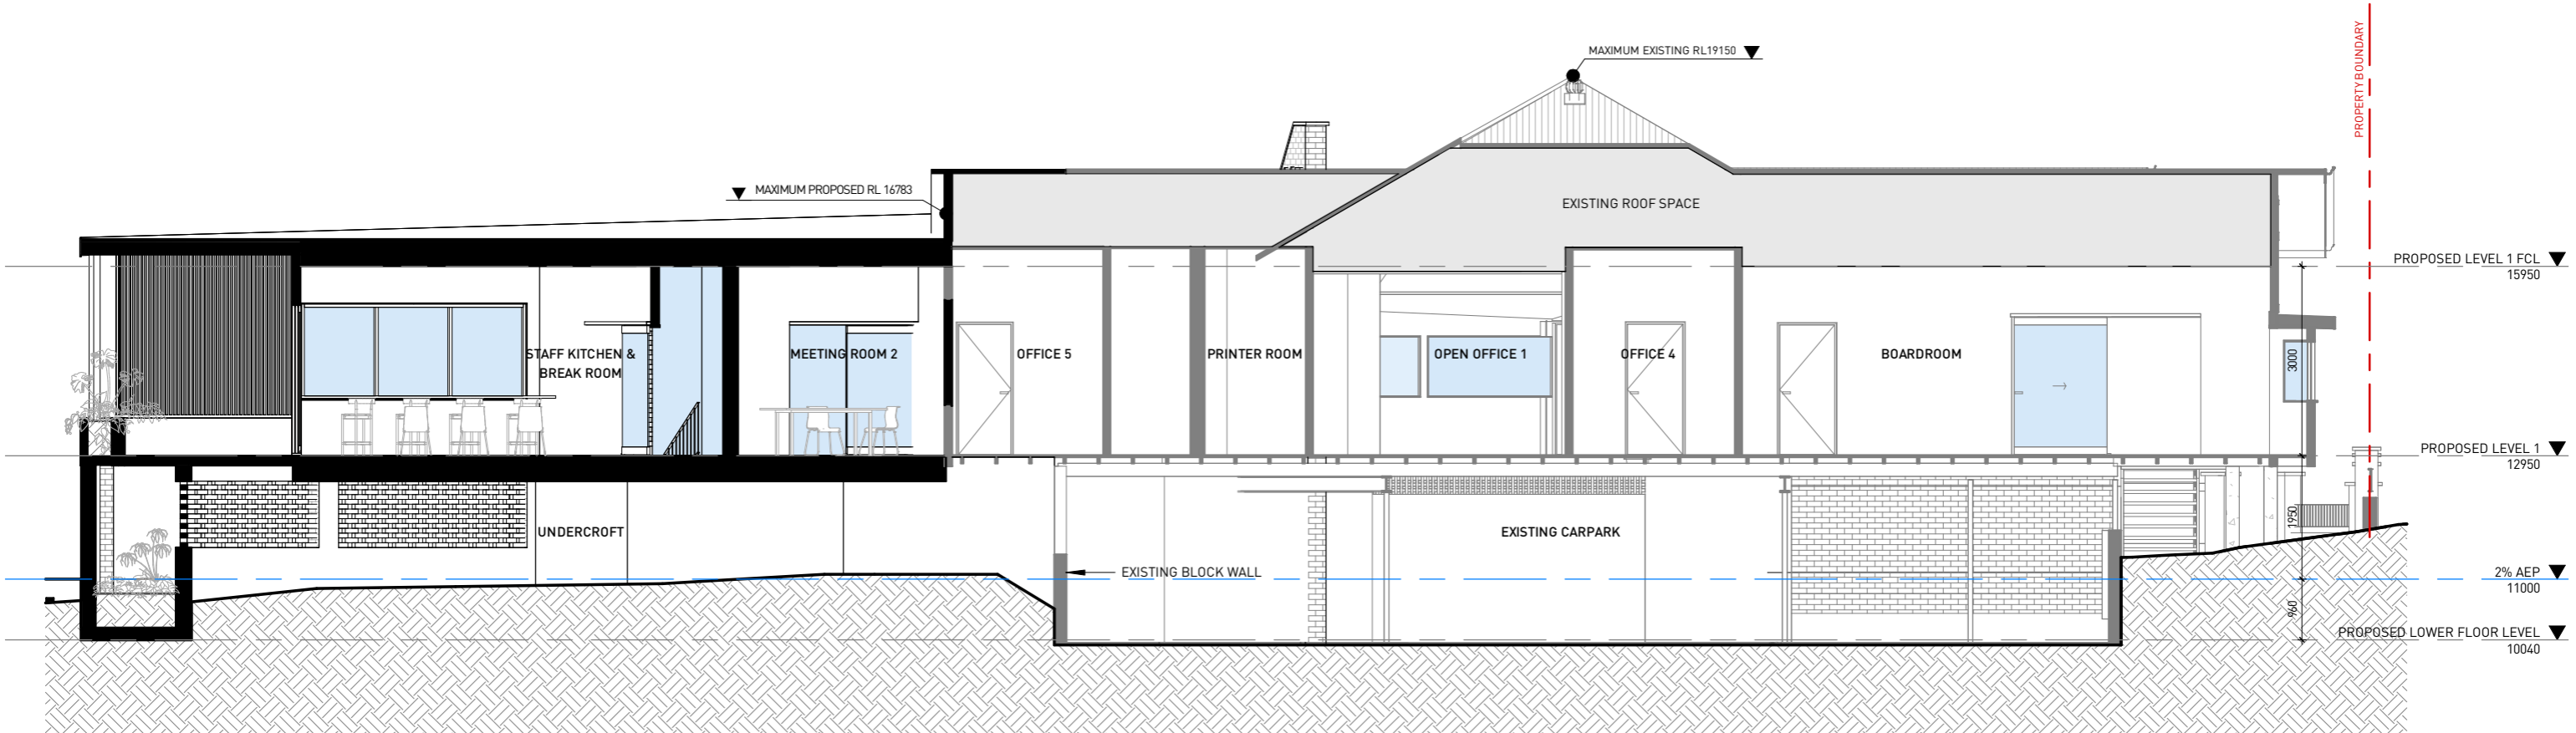 MAXIMUM EXISTING RL19150
PROPERTY BOUNDARY
MAXIMUM PROPOSED RL 16783
EXISTING ROOF SPACE
PROPOSED LEVEL 1 FCL
15950
STAFF KITCHEN &
BREAK ROOM
MEETING ROOM 2
OFFICE 5
PRINTER ROOM
OPEN OFFICE 1
OFFICE 4
BOARDROOM
3000
PROPOSED LEVEL 1
12950
UNDERCROFT
EXISTING CARPARK
1950
EXISTING BLOCK WALL
2% AEP
11000
960
PROPOSED LOWER FLOOR LEVEL
10040